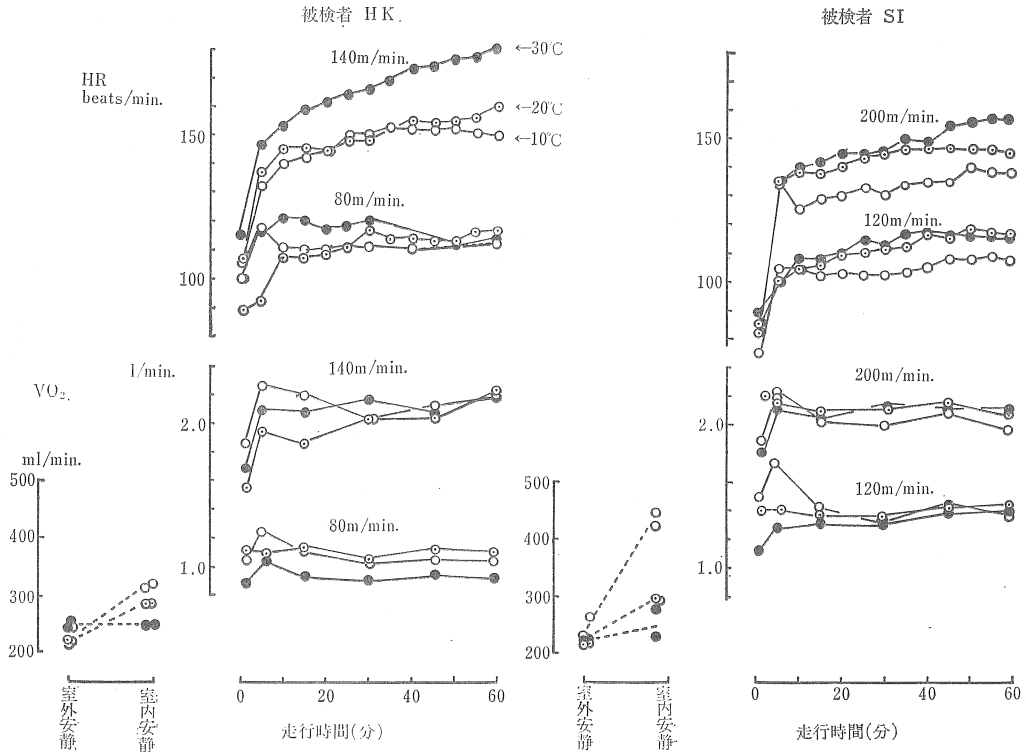 被検者 HK.
被検者 SI
HR
beats/min.
140m/min.
←30℃
←20℃
←10℃
150
80m/min.
100
200m/min.
150
120m/min.
100
l/min.
VO₂.
140m/min.
2.0
80m/min.
1.0
200m/min.
2.0
120m/min.
1.0
ml/min.
500
400
300
200
室外安静
室内安静
0 20 40 60
走行時間(分)
500
400
300
200
室外安静
室内安静
0 20 40 60
走行時間(分)